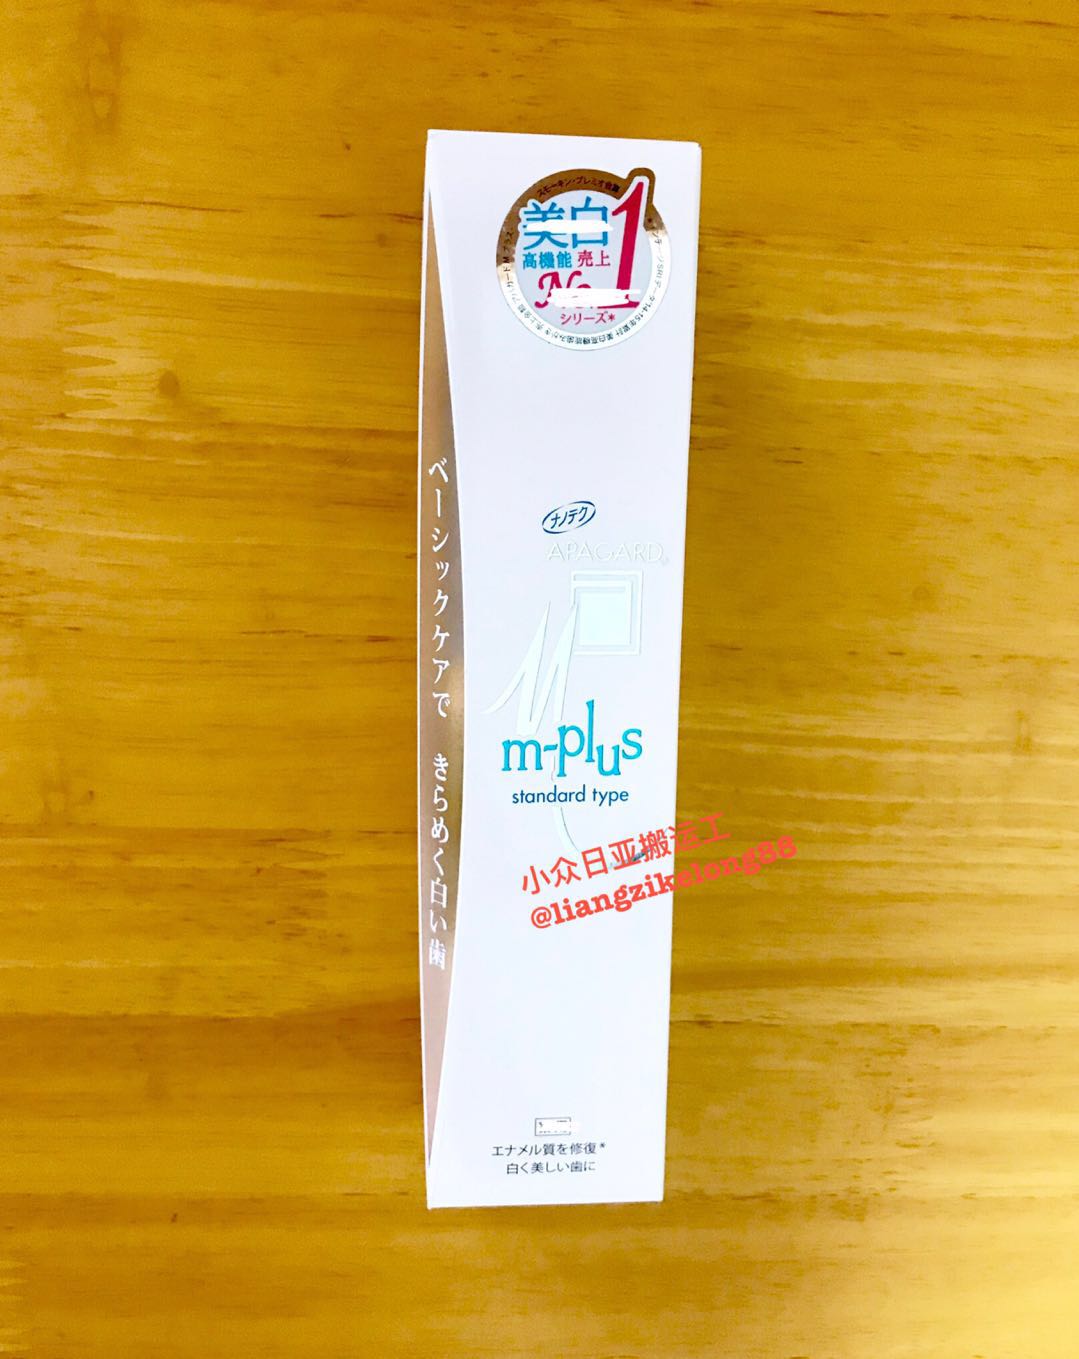 スモーキン・プレミオ会議
美白
高機能 売上
1
シリーズ*
ベーシックケアで きらめく白い歯
ナノテク
APAGARD®
m-plus
standard type
小众日亚搬运工
@liangzikelong88
エナメル質を修復*
白く美しい歯に